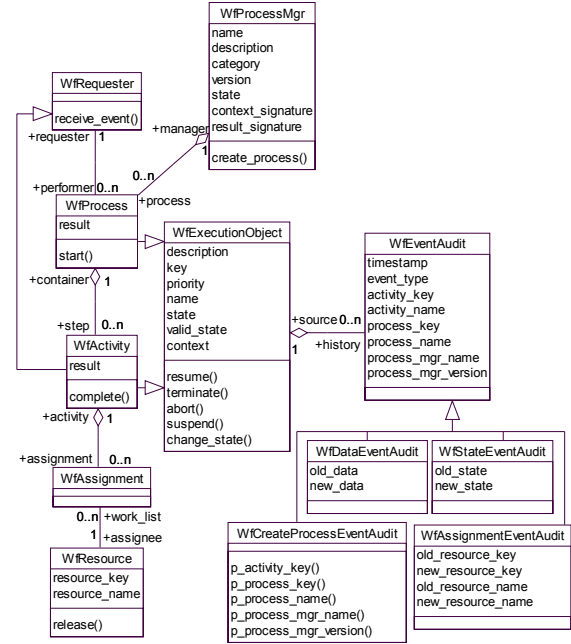 WfProcessMgr
name
description
category
version
state
context_signature
result_signature
create_process()
WfRequester
receive_event()
+requester
1
+manager
1
0..n
+process
+performer
0..n
WfProcess
result
start()
+container
1
0..n
+step
WfActivity
result
complete()
+activity
1
+assignment
0..n
WfAssignment
0..n
+work_list
1
+assignee
WfResource
resource_key
resource_name
release()
WfExecutionObject
description
key
priority
name
state
valid_state
context
resume()
terminate()
abort()
suspend()
change_state()
+source
0..n
1
+history
WfEventAudit
timestamp
event_type
activity_key
activity_name
process_key
process_name
process_mgr_name
process_mgr_version
WfDataEventAudit
old_data
new_data
WfStateEventAudit
old_state
new_state
WfCreateProcessEventAudit
p_activity_key()
p_process_key()
p_process_name()
p_process_mgr_name()
p_process_mgr_version()
WfAssignmentEventAudit
old_resource_key
new_resource_key
old_resource_name
new_resource_name